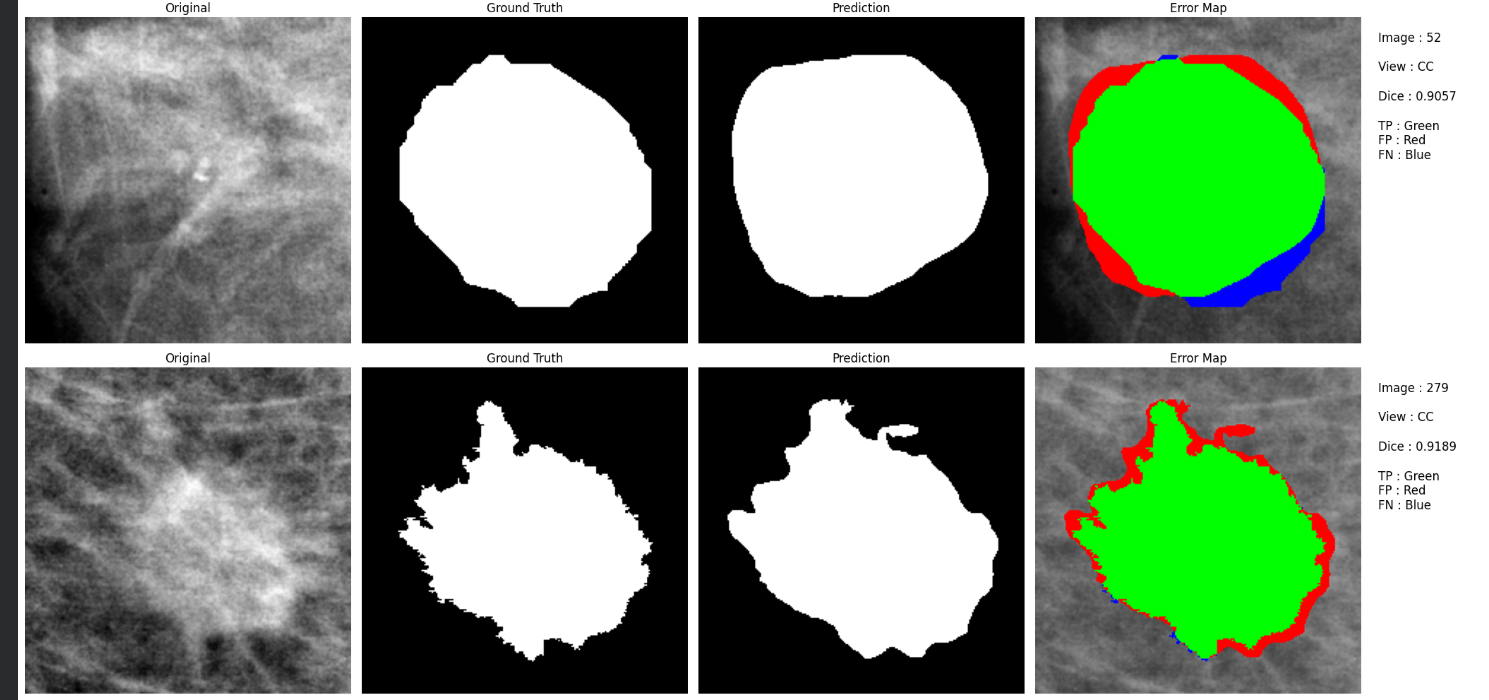 Original Ground Truth Prediction Error Map
Image : 52
View : CC
Dice : 0.9057
TP : Green
FP : Red
FN : Blue
Original Ground Truth Prediction Error Map
Image : 279
View : CC
Dice : 0.9189
TP : Green
FP : Red
FN : Blue